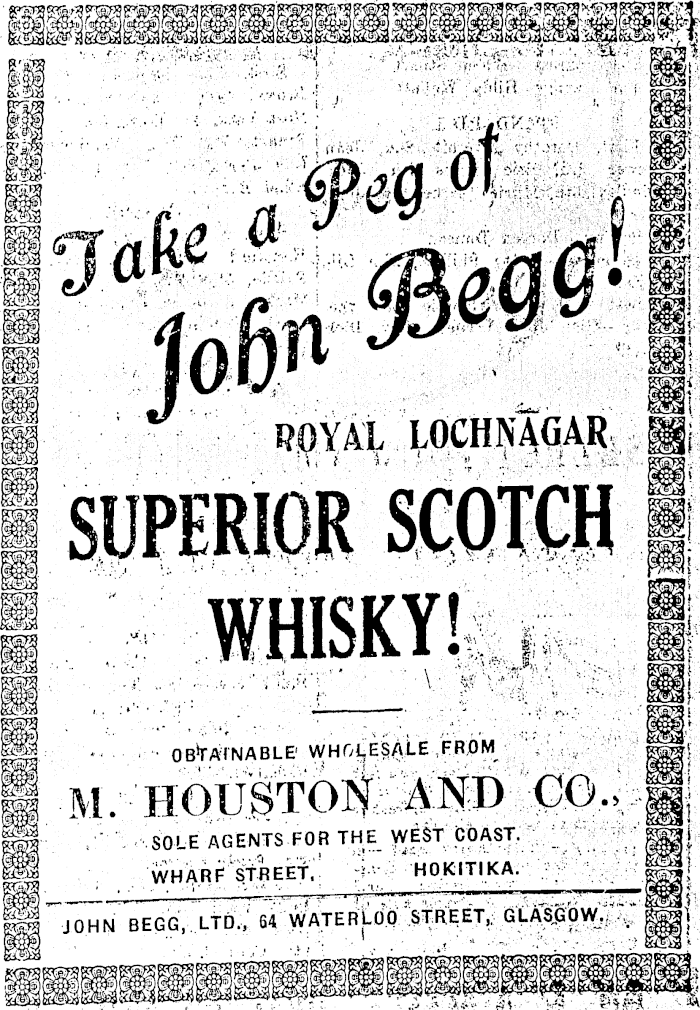 Take a Peg of
John Begg!
ROYAL LOCHNAGAR
SUPERIOR SCOTCH
WHISKY!
OBTAINABLE WHOLESALE FROM
M. HOUSTON AND CO.,
SOLE AGENTS FOR THE WEST COAST.
WHARF STREET, HOKITIKA.
JOHN BEGG, LTD., 64 WATERLOO STREET, GLASGOW.